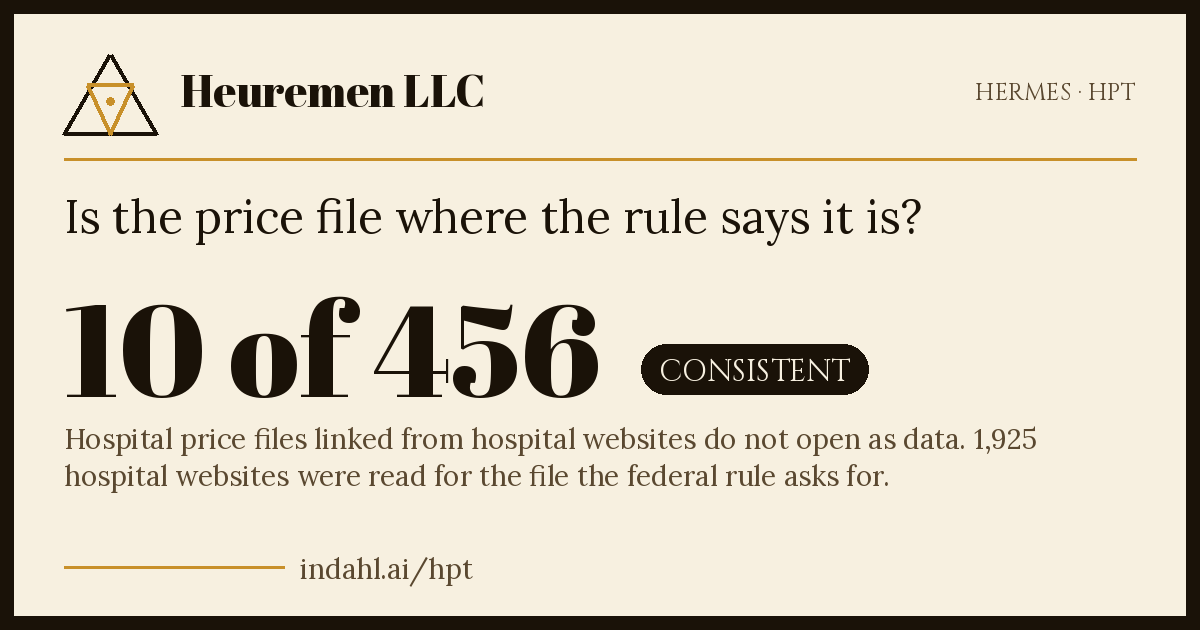 Heuremen LLC
HERMES · HPT
Is the price file where the rule says it is?
10 of 456
CONSISTENT
Hospital price files linked from hospital websites do not open as data. 1,925
hospital websites were read for the file the federal rule asks for.
indahl.ai/hpt